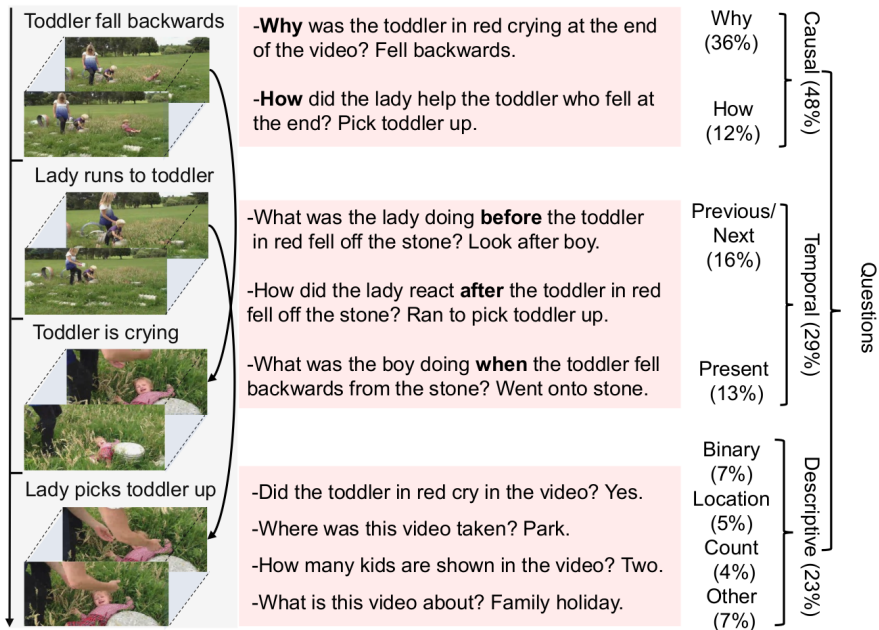 Toddler fall backwards
Lady runs to toddler
Toddler is crying
Lady picks toddler up
-Why was the toddler in red crying at the end
of the video? Fell backwards.
-How did the lady help the toddler who fell at
the end? Pick toddler up.
-What was the lady doing before the toddler
in red fell off the stone? Look after boy.
-How did the lady react after the toddler in red
fell off the stone? Ran to pick toddler up.
-What was the boy doing when the toddler fell
backwards from the stone? Went onto stone.
-Did the toddler in red cry in the video? Yes.
-Where was this video taken? Park.
-How many kids are shown in the video? Two.
-What is this video about? Family holiday.
Why
(36%)
How
(12%)
Previous/
Next
(16%)
Present
(13%)
Binary
(7%)
Location
(5%)
Count
(4%)
Other
(7%)
Causal (48%)
Temporal (29%)
Descriptive (23%)
Questions